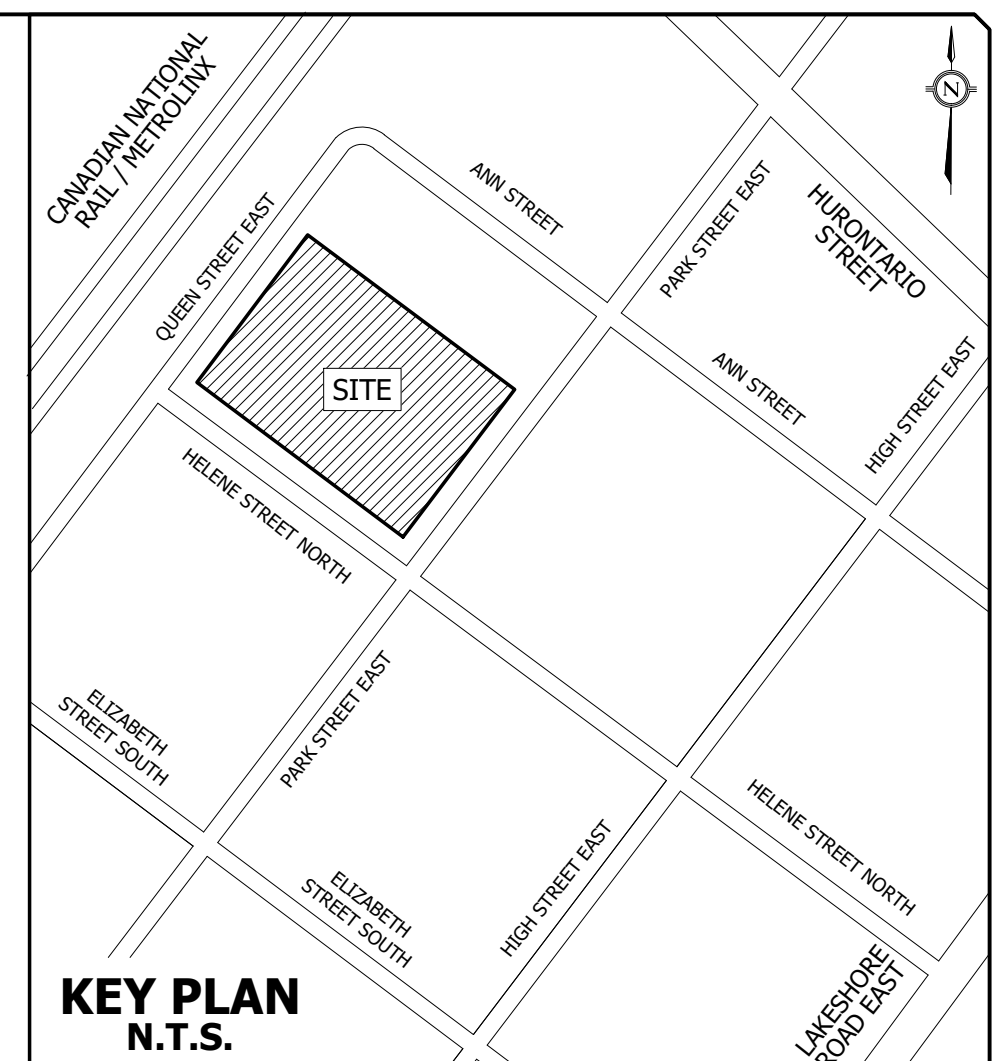 CANADIAN NATIONAL
RAIL / METROLINX
N
ANN STREET
PARK STREET EAST
HURONTARIO
STREET
QUEEN STREET EAST
SITE
ANN STREET
HIGH STREET EAST
HELENE STREET NORTH
ELIZABETH
STREET SOUTH
PARK STREET EAST
HELENE STREET NORTH
ELIZABETH
STREET SOUTH
HIGH STREET EAST
LAKESHORE
ROAD EAST
KEY PLAN
N.T.S.